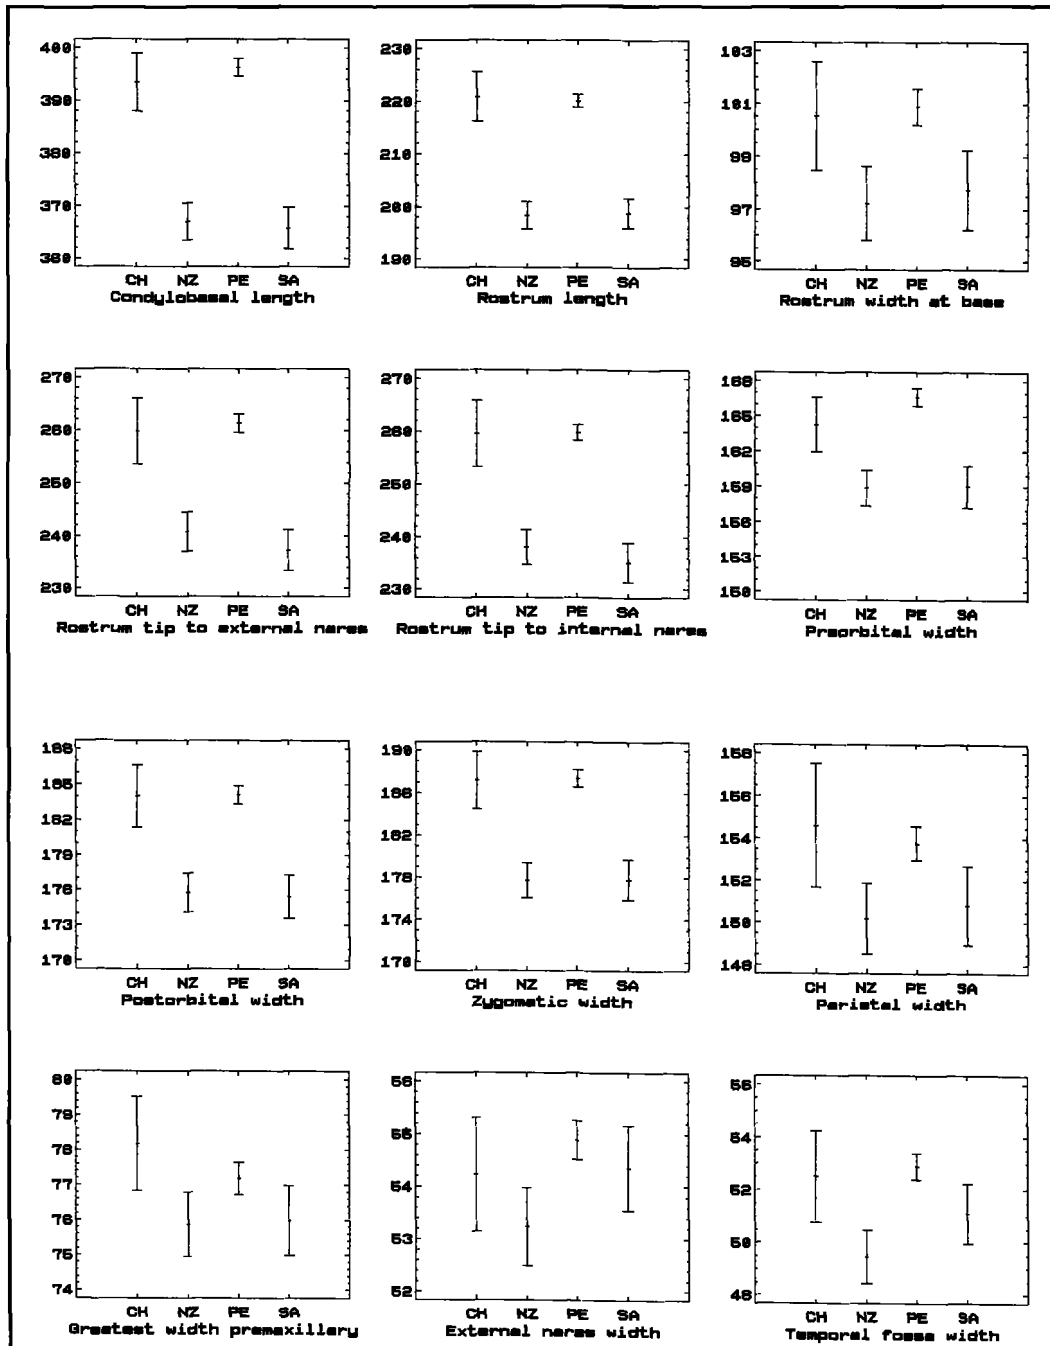 400
390
380
370
360
CH NZ PE SA
Condylobasal length
230
220
210
200
190
CH NZ PE SA
Rostrum length
103
101
99
97
95
CH NZ PE SA
Rostrum width at base
270
260
250
240
230
CH NZ PE SA
Rostrum tip to external nares
270
260
250
240
230
CH NZ PE SA
Rostrum tip to internal nares
168
165
162
159
156
153
150
CH NZ PE SA
Preorbital width
188
185
182
179
176
173
170
CH NZ PE SA
Postorbital width
190
186
182
178
174
170
CH NZ PE SA
Zygomatic width
158
156
154
152
150
148
CH NZ PE SA
Parietal width
80
79
78
77
76
75
74
CH NZ PE SA
Greatest width premaxillary
56
55
54
53
52
CH NZ PE SA
External nares width
56
54
52
50
48
CH NZ PE SA
Temporal fossa width